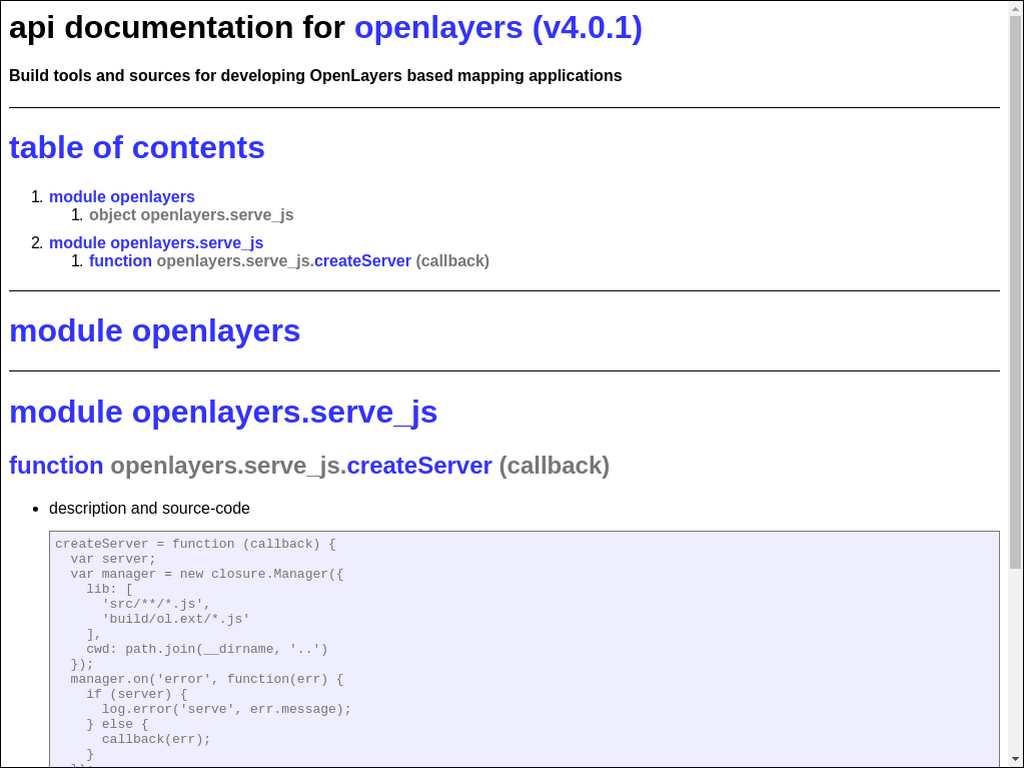 api documentation for openlayers (v4.0.1)
Build tools and sources for developing OpenLayers based mapping applications
table of contents
1. module openlayers
1. object openlayers.serve_js
2. module openlayers.serve_js
1. function openlayers.serve_js.createServer (callback)
module openlayers
module openlayers.serve_js
function openlayers.serve_js.createServer (callback)
• description and source-code
createServer = function (callback) {
  var server;
  var manager = new closure.Manager({
    lib: [
      'src/**/*.js',
      'build/ol.ext/*.js'
    ],
    cwd: path.join(__dirname, '..')
  });
  manager.on('error', function(err) {
    if (server) {
      log.error('serve', err.message);
    } else {
      callback(err);
    }
  });